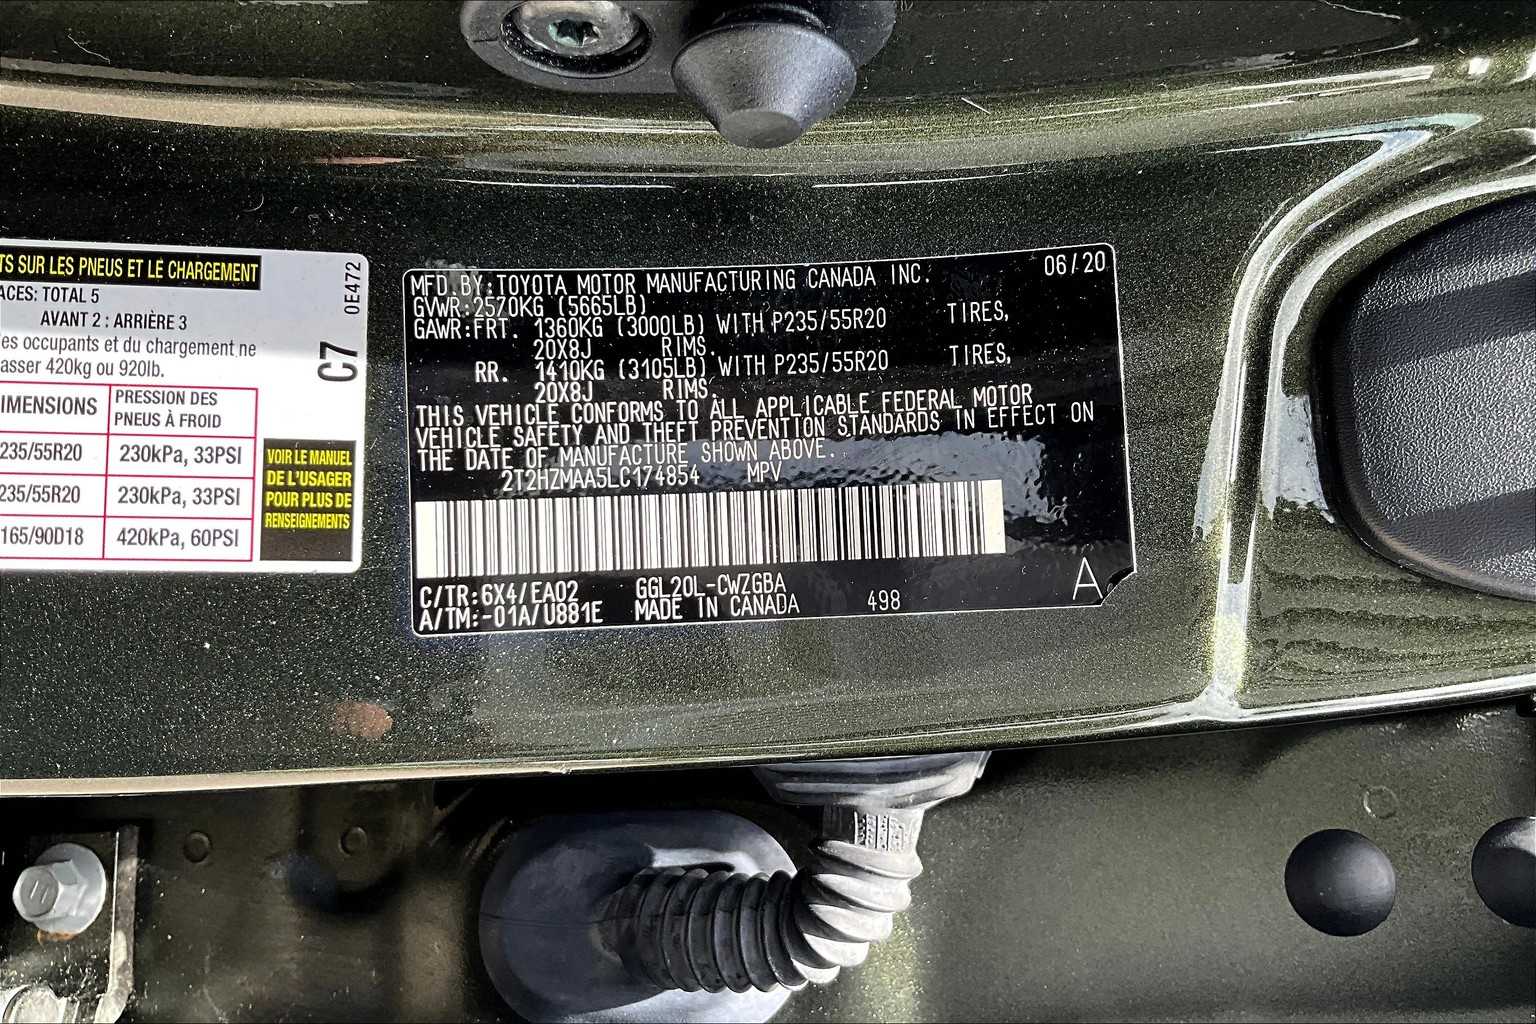 TS SUR LES PNEUS ET LE CHARGEMENT
ACES: TOTAL 5
AVANT 2 : ARRIÈRE 3
es occupants et du chargement ne
asser 420kg ou 920lb.
IMENSIONS PRESSION DES PNEUS À FROID
235/55R20 230kPa, 33PSI
235/55R20 230kPa, 33PSI
165/90D18 420kPa, 60PSI
VOIR LE MANUEL
DE L'USAGER
POUR PLUS DE
RENSEIGNEMENTS
0E472
C7
MFD.BY:TOYOTA MOTOR MANUFACTURING CANADA INC. 06/20
GVWR:2570KG (5665LB)
GAWR:FRT. 1360KG (3000LB) WITH P235/55R20 TIRES,
20X8J RIMS.
RR. 1410KG (3105LB) WITH P235/55R20 TIRES,
20X8J RIMS.
THIS VEHICLE CONFORMS TO ALL APPLICABLE FEDERAL MOTOR
VEHICLE SAFETY AND THEFT PREVENTION STANDARDS IN EFFECT ON
THE DATE OF MANUFACTURE SHOWN ABOVE.
2T2HZMAA5LC174854 MPV
C/TR:6X4/EA02 GGL20L-CWZGBA
A/TM:-01A/U881E MADE IN CANADA 498
A